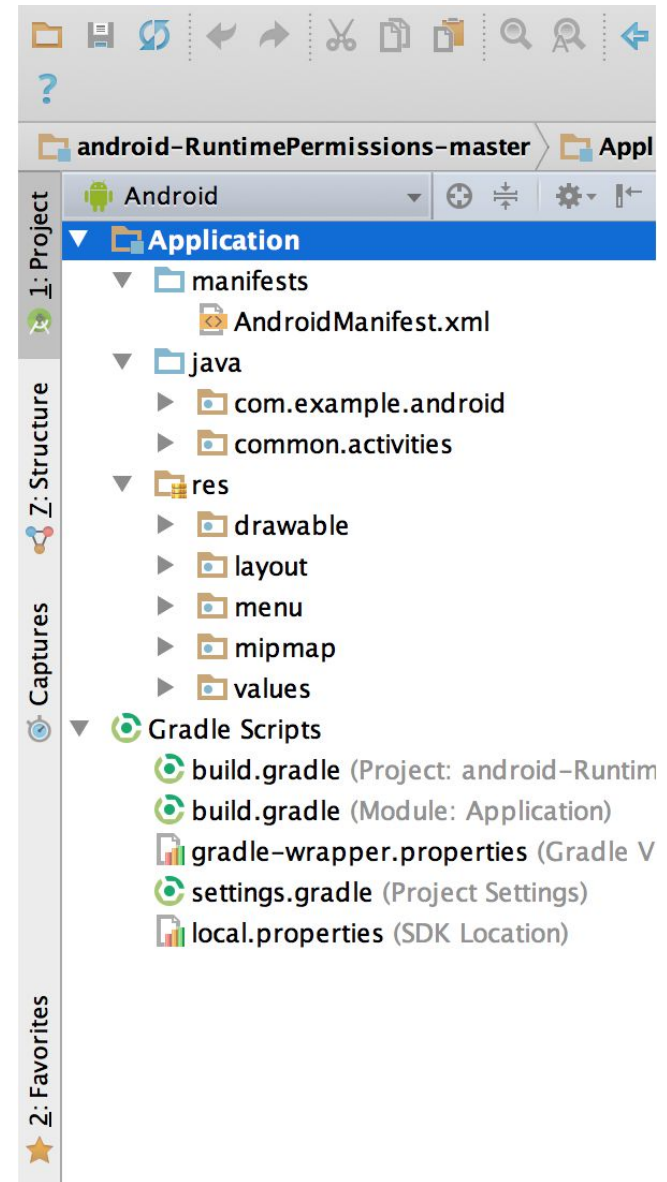 ?
android-RuntimePermissions-master Appl
Android
1: Project
Application
manifests
AndroidManifest.xml
java
com.example.android
common.activities
Z: Structure
res
drawable
layout
menu
mipmap
values
Captures
Gradle Scripts
build.gradle (Project: android-Runtim
build.gradle (Module: Application)
gradle-wrapper.properties (Gradle V
settings.gradle (Project Settings)
local.properties (SDK Location)
2: Favorites